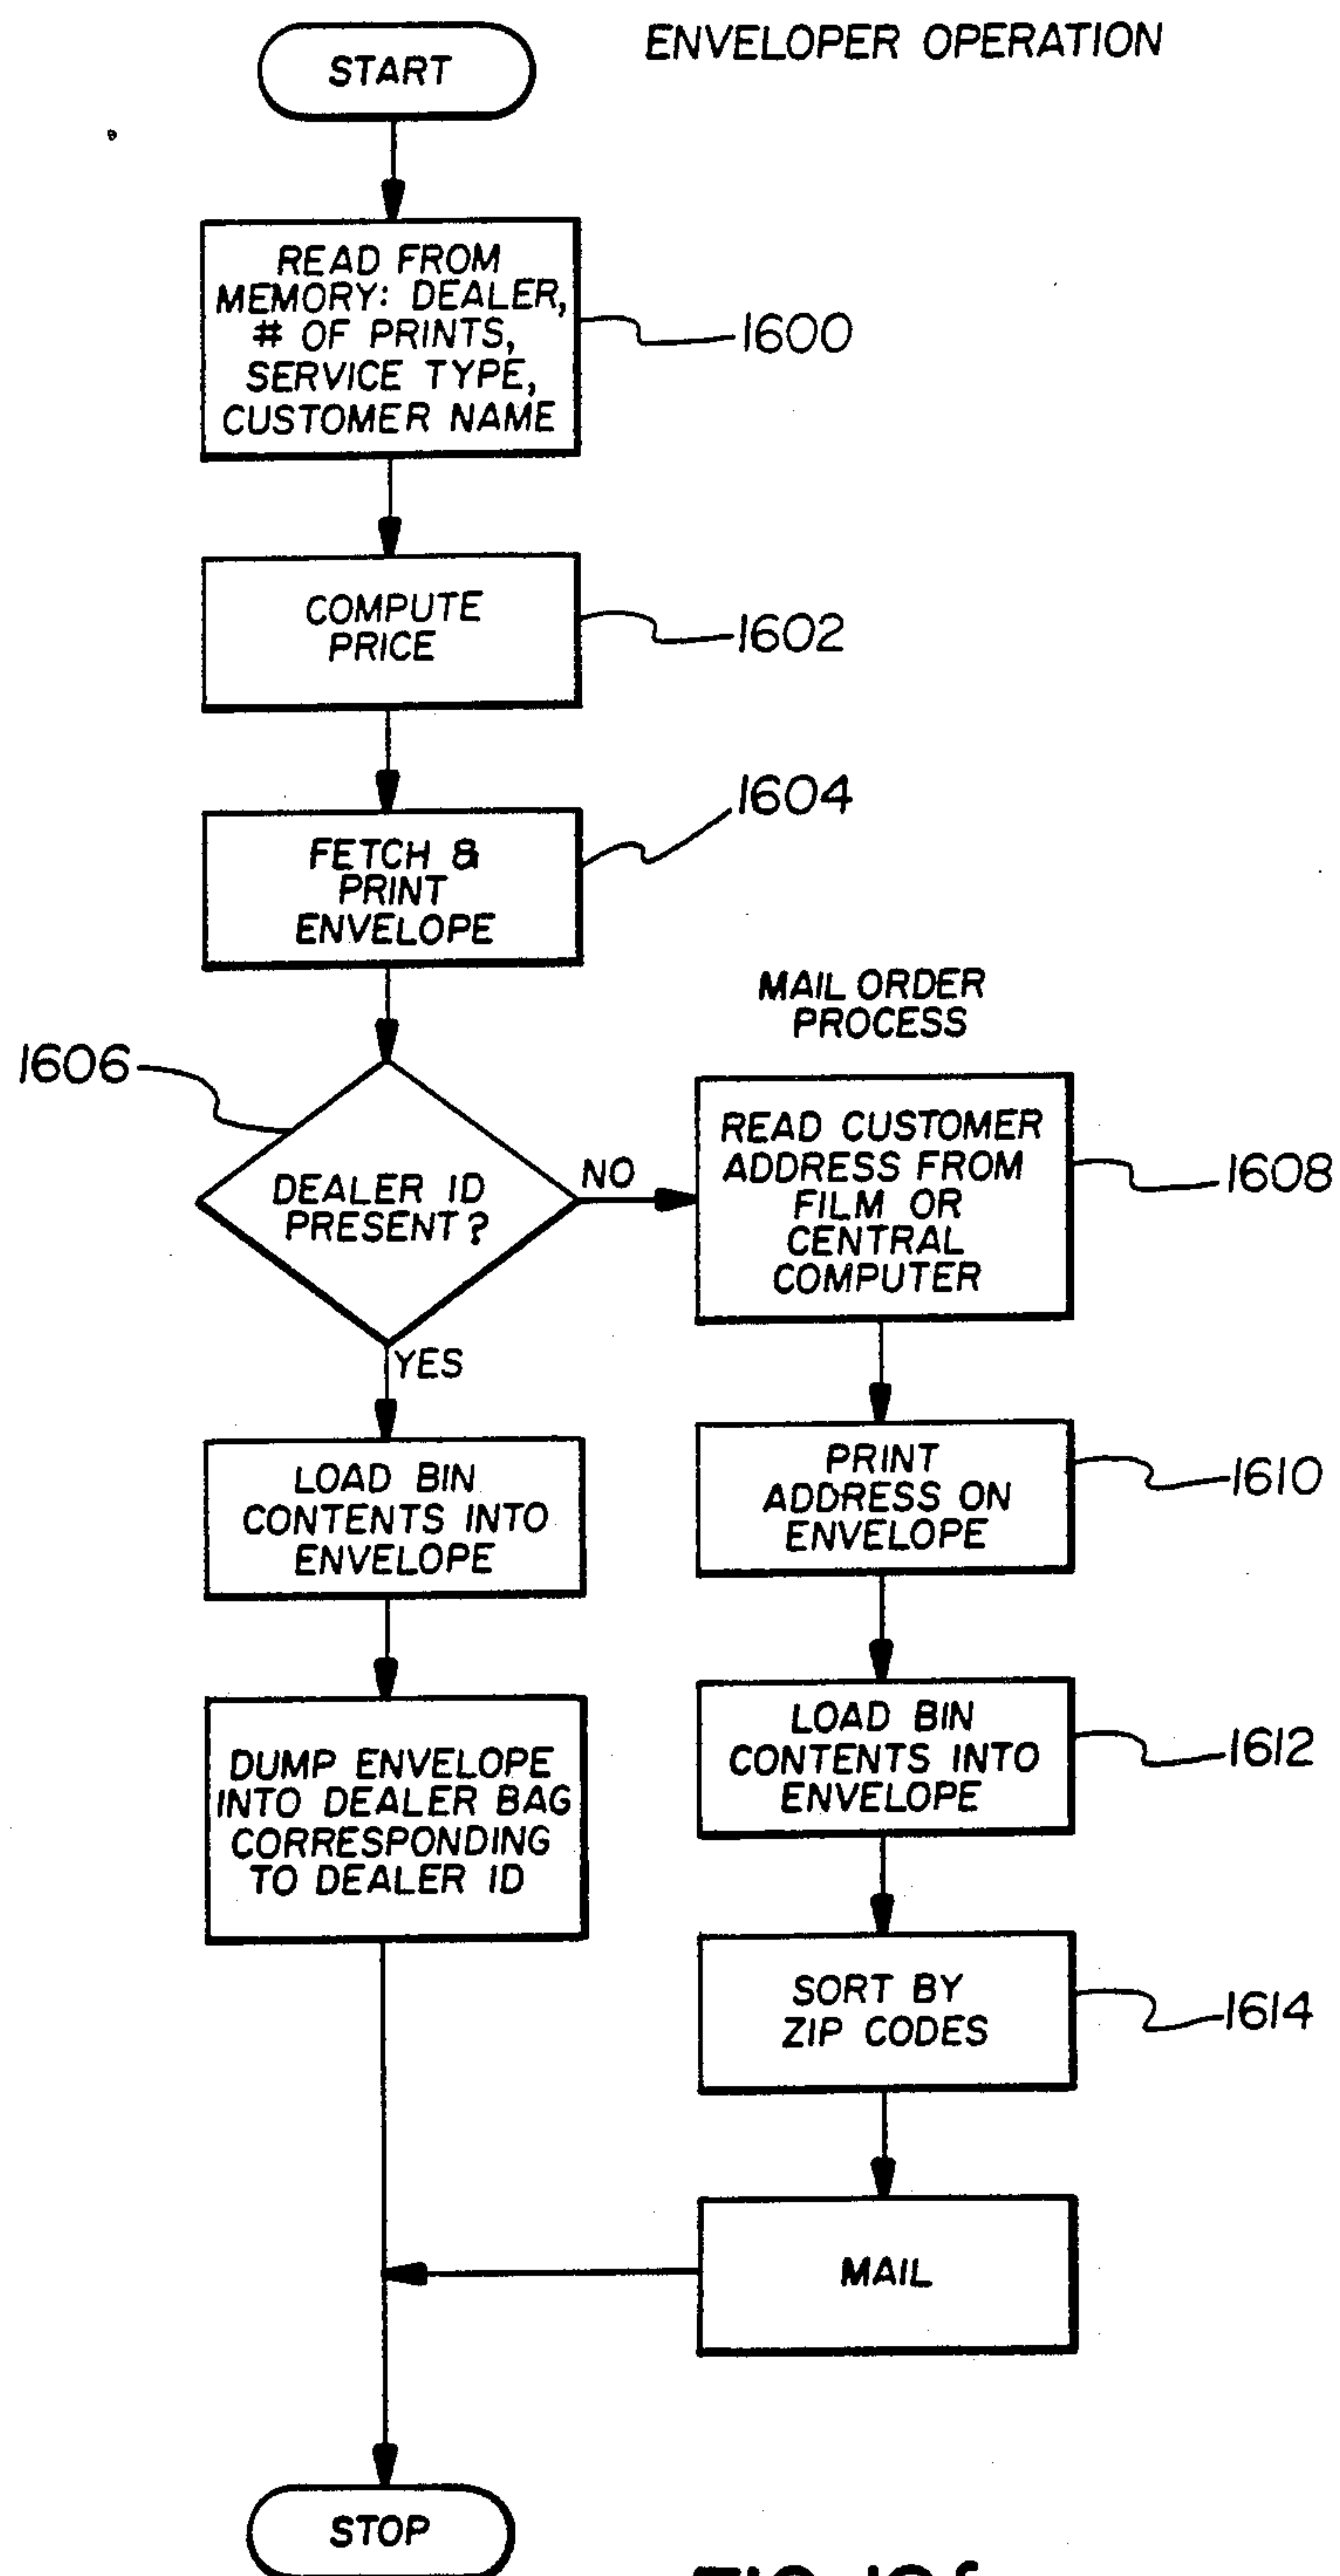 ENVELOPER OPERATION
START
READ FROM
MEMORY: DEALER,
# OF PRINTS,
SERVICE TYPE,
CUSTOMER NAME
1600
COMPUTE
PRICE
1602
FETCH &
PRINT
ENVELOPE
1604
1606
DEALER ID
PRESENT?
NO
YES
MAIL ORDER
PROCESS
READ CUSTOMER
ADDRESS FROM
FILM OR
CENTRAL
COMPUTER
1608
PRINT
ADDRESS ON
ENVELOPE
1610
LOAD BIN
CONTENTS INTO
ENVELOPE
1612
SORT BY
ZIP CODES
1614
MAIL
LOAD BIN
CONTENTS INTO
ENVELOPE
DUMP ENVELOPE
INTO DEALER BAG
CORRESPONDING
TO DEALER ID
STOP